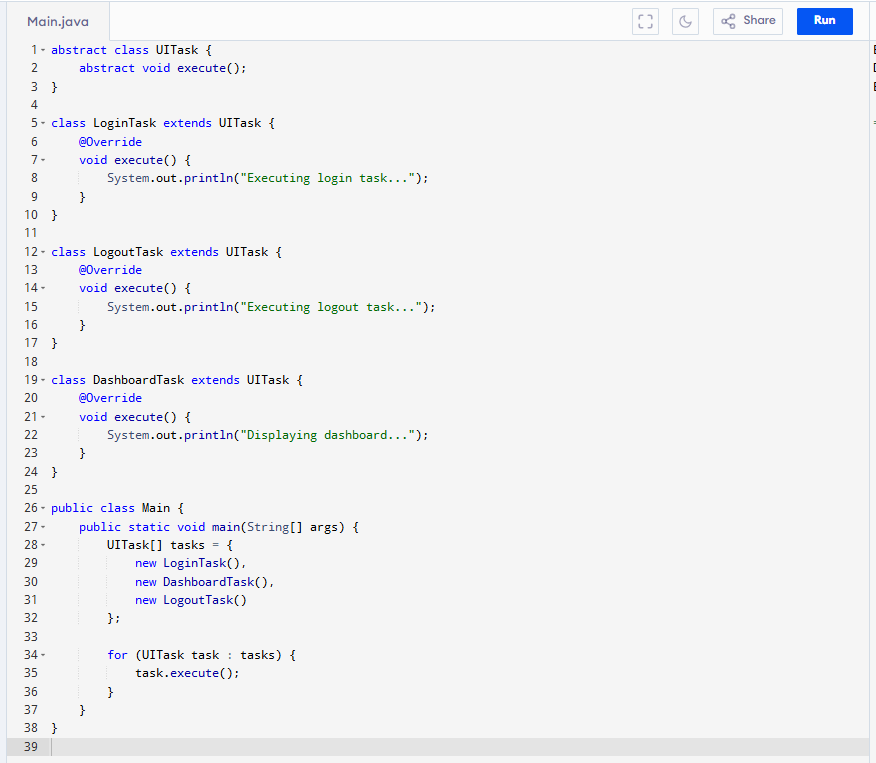 Main.java
Share
Run
1 abstract class UITask {
2     abstract void execute();
3 }
4
5 class LoginTask extends UITask {
6     @Override
7     void execute() {
8         System.out.println("Executing login task...");
9     }
10 }
11
12 class LogoutTask extends UITask {
13     @Override
14     void execute() {
15         System.out.println("Executing logout task...");
16     }
17 }
18
19 class DashboardTask extends UITask {
20     @Override
21     void execute() {
22         System.out.println("Displaying dashboard...");
23     }
24 }
25
26 public class Main {
27     public static void main(String[] args) {
28         UITask[] tasks = {
29             new LoginTask(),
30             new DashboardTask(),
31             new LogoutTask()
32         };
33
34         for (UITask task : tasks) {
35             task.execute();
36         }
37     }
38 }
39